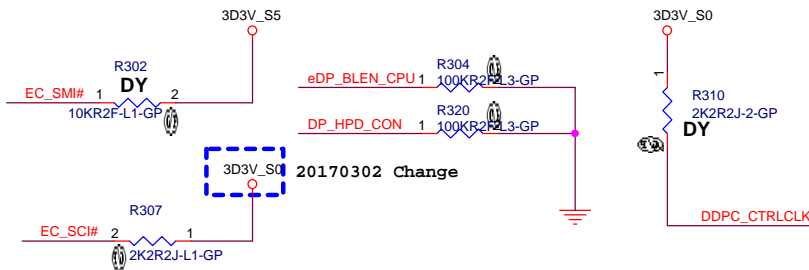 3D3V_S5
3D3V_S0
R302
DY
EC_SMI# 1 2
10KR2F-L1-GP
R304
eDP_BLEN_CPU 1
100KR2F-L3-GP
R320
DP_HPD_CON 1
100KR2F-L3-GP
1
R310
2K2R2J-2-GP
DY
3D3V_S0 20170302 Change
R307
EC_SCI# 2 1
2K2R2J-L1-GP
DDPC_CTRLCLK